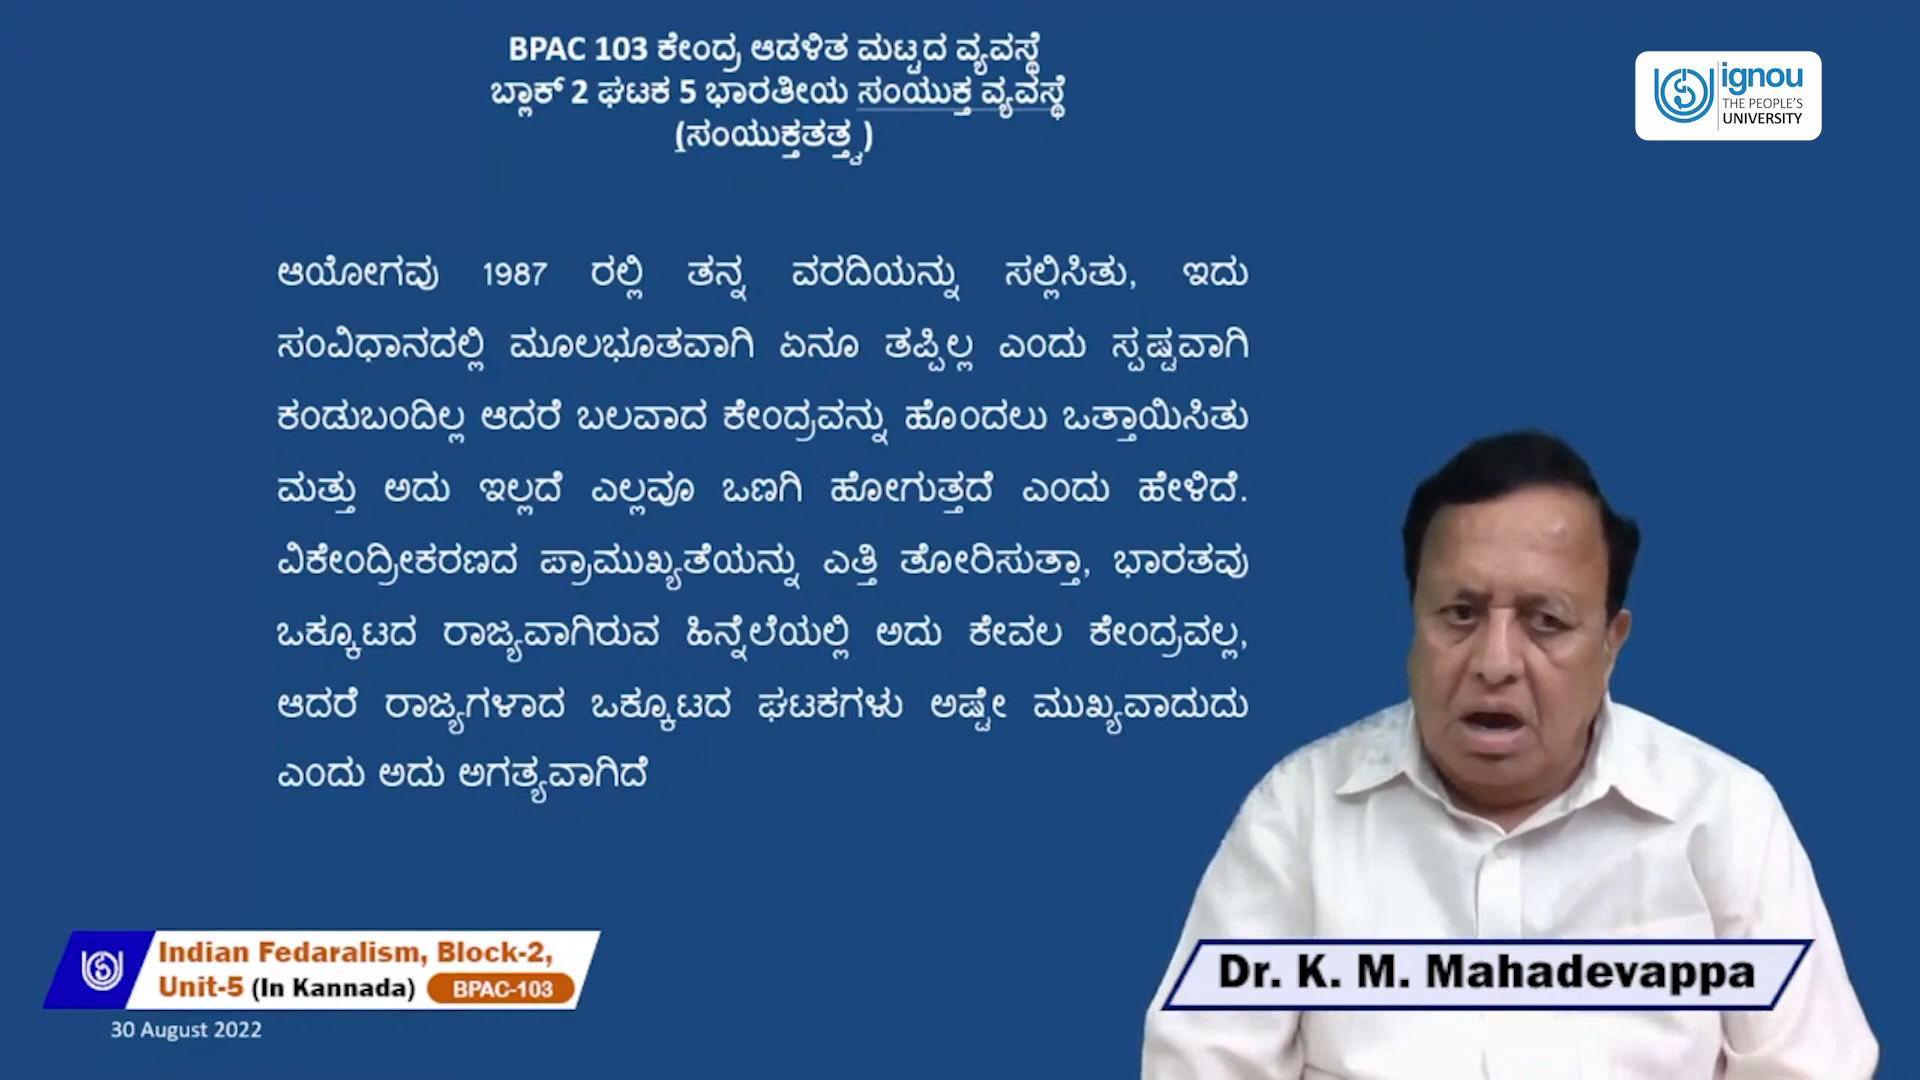 BPAC 103 ಕೇಂದ್ರ ಆಡಳಿತ ಮಟ್ಟದ ವ್ಯವಸ್ಥೆ
ಬ್ಲಾಕ್ 2 ಘಟಕ 5 ಭಾರತೀಯ ಸಂಯುಕ್ತ ವ್ಯವಸ್ಥೆ
(ಸಂಯುಕ್ತತತ್ತ್ವ)
ignou
THE PEOPLE'S
UNIVERSITY
ಆಯೋಗವು 1987 ರಲ್ಲಿ ತನ್ನ ವರದಿಯನ್ನು ಸಲ್ಲಿಸಿತು, ಇದು
ಸಂವಿಧಾನದಲ್ಲಿ ಮೂಲಭೂತವಾಗಿ ಏನೂ ತಪ್ಪಿಲ್ಲ ಎಂದು ಸ್ಪಷ್ಟವಾಗಿ
ಕಂಡುಬಂದಿಲ್ಲ ಆದರೆ ಬಲವಾದ ಕೇಂದ್ರವನ್ನು ಹೊಂದಲು ಒತ್ತಾಯಿಸಿತು
ಮತ್ತು ಅದು ಇಲ್ಲದೆ ಎಲ್ಲವೂ ಒಣಗಿ ಹೋಗುತ್ತದೆ ಎಂದು ಹೇಳಿದೆ.
ವಿಕೇಂದ್ರೀಕರಣದ ಪ್ರಾಮುಖ್ಯತೆಯನ್ನು ಎತ್ತಿ ತೋರಿಸುತ್ತಾ, ಭಾರತವು
ಒಕ್ಕೂಟದ ರಾಜ್ಯವಾಗಿರುವ ಹಿನ್ನೆಲೆಯಲ್ಲಿ ಅದು ಕೇವಲ ಕೇಂದ್ರವಲ್ಲ,
ಆದರೆ ರಾಜ್ಯಗಳಾದ ಒಕ್ಕೂಟದ ಘಟಕಗಳು ಅಷ್ಟೇ ಮುಖ್ಯವಾದುದು
ಎಂದು ಅದು ಅಗತ್ಯವಾಗಿದೆ
Indian Fedaralism, Block-2,
Unit-5 (In Kannada) BPAC-103
30 August 2022
Dr. K. M. Mahadevappa